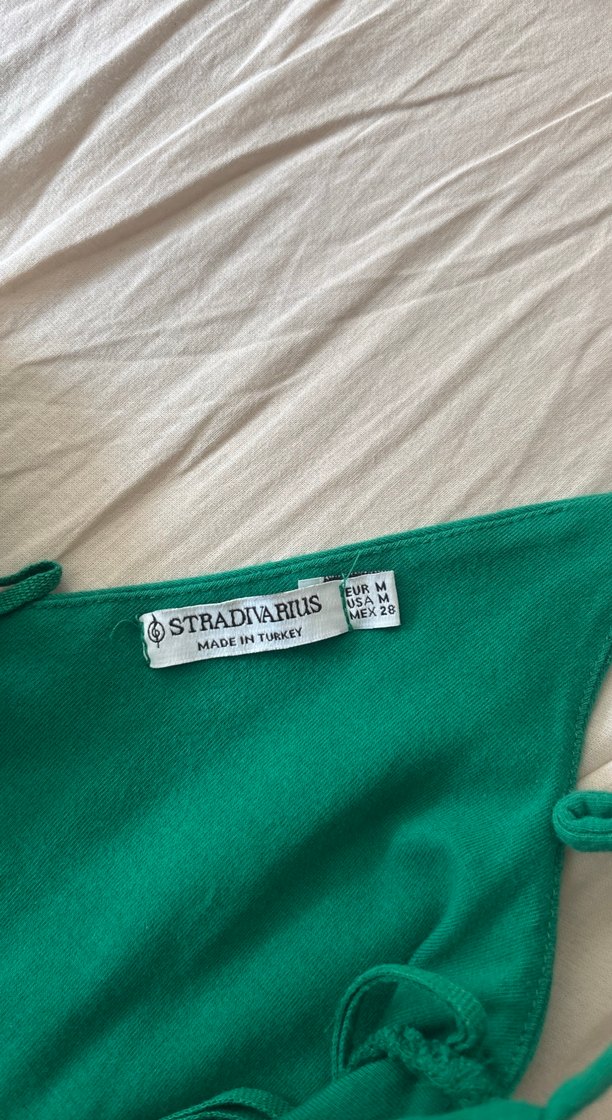 STRADIVARIUS
MADE IN TURKEY
EUR M
USA M
MEX 28